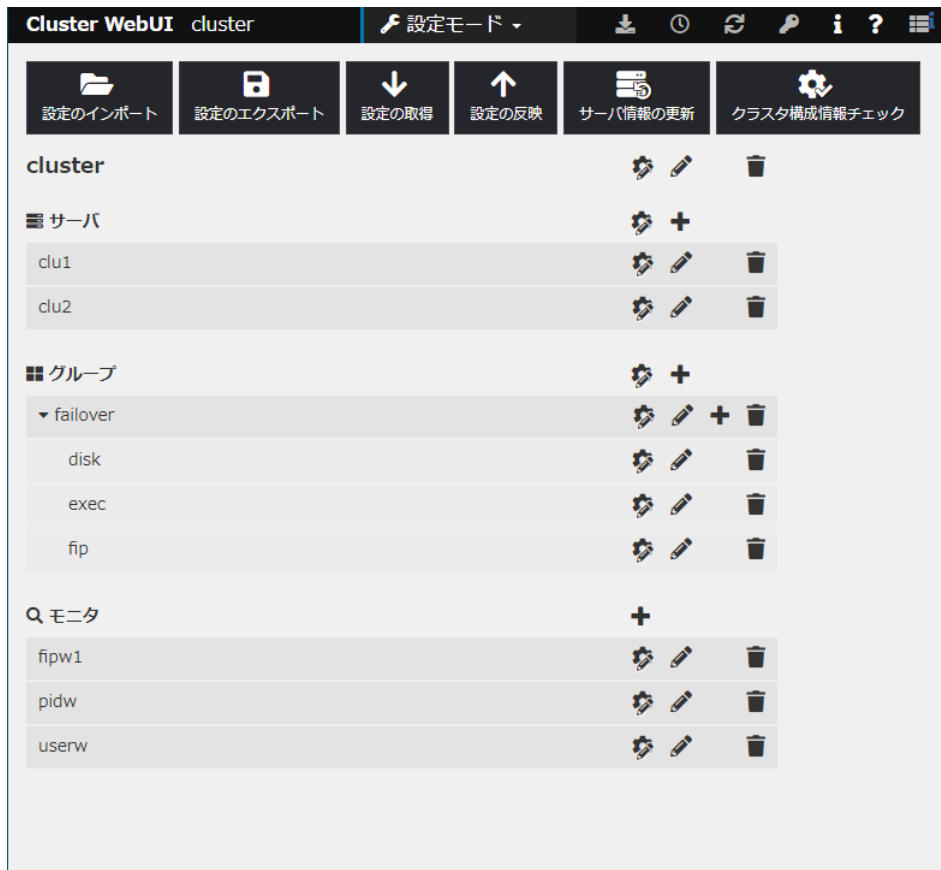 Cluster WebUI cluster 設定モード
設定のインポート 設定のエクスポート 設定の取得 設定の反映 サーバ情報の更新 クラスタ構成情報チェック
cluster
サーバ
clu1
clu2
グループ
failover
disk
exec
fip
モニタ
fipw1
pidw
userw